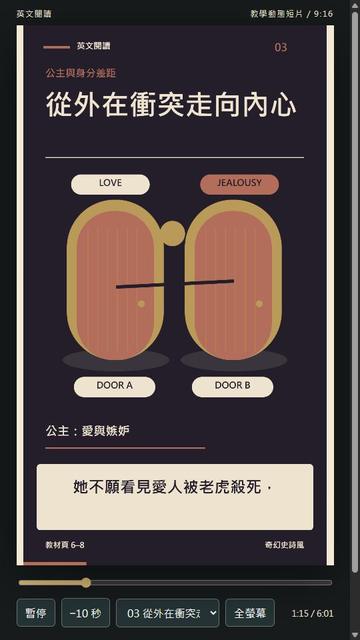 英文閱讀
教學動態短片 / 9:16
英文閱讀
03
公主與身分差距
從外在衝突走向內心
LOVE
JEALOUSY
DOOR A
DOOR B
公主：愛與嫉妒
她不願看見愛人被老虎殺死，
教材頁 6–8
奇幻史詩風
暫停
−10 秒
03 從外在衝突
全螢幕
1:15 / 6:01